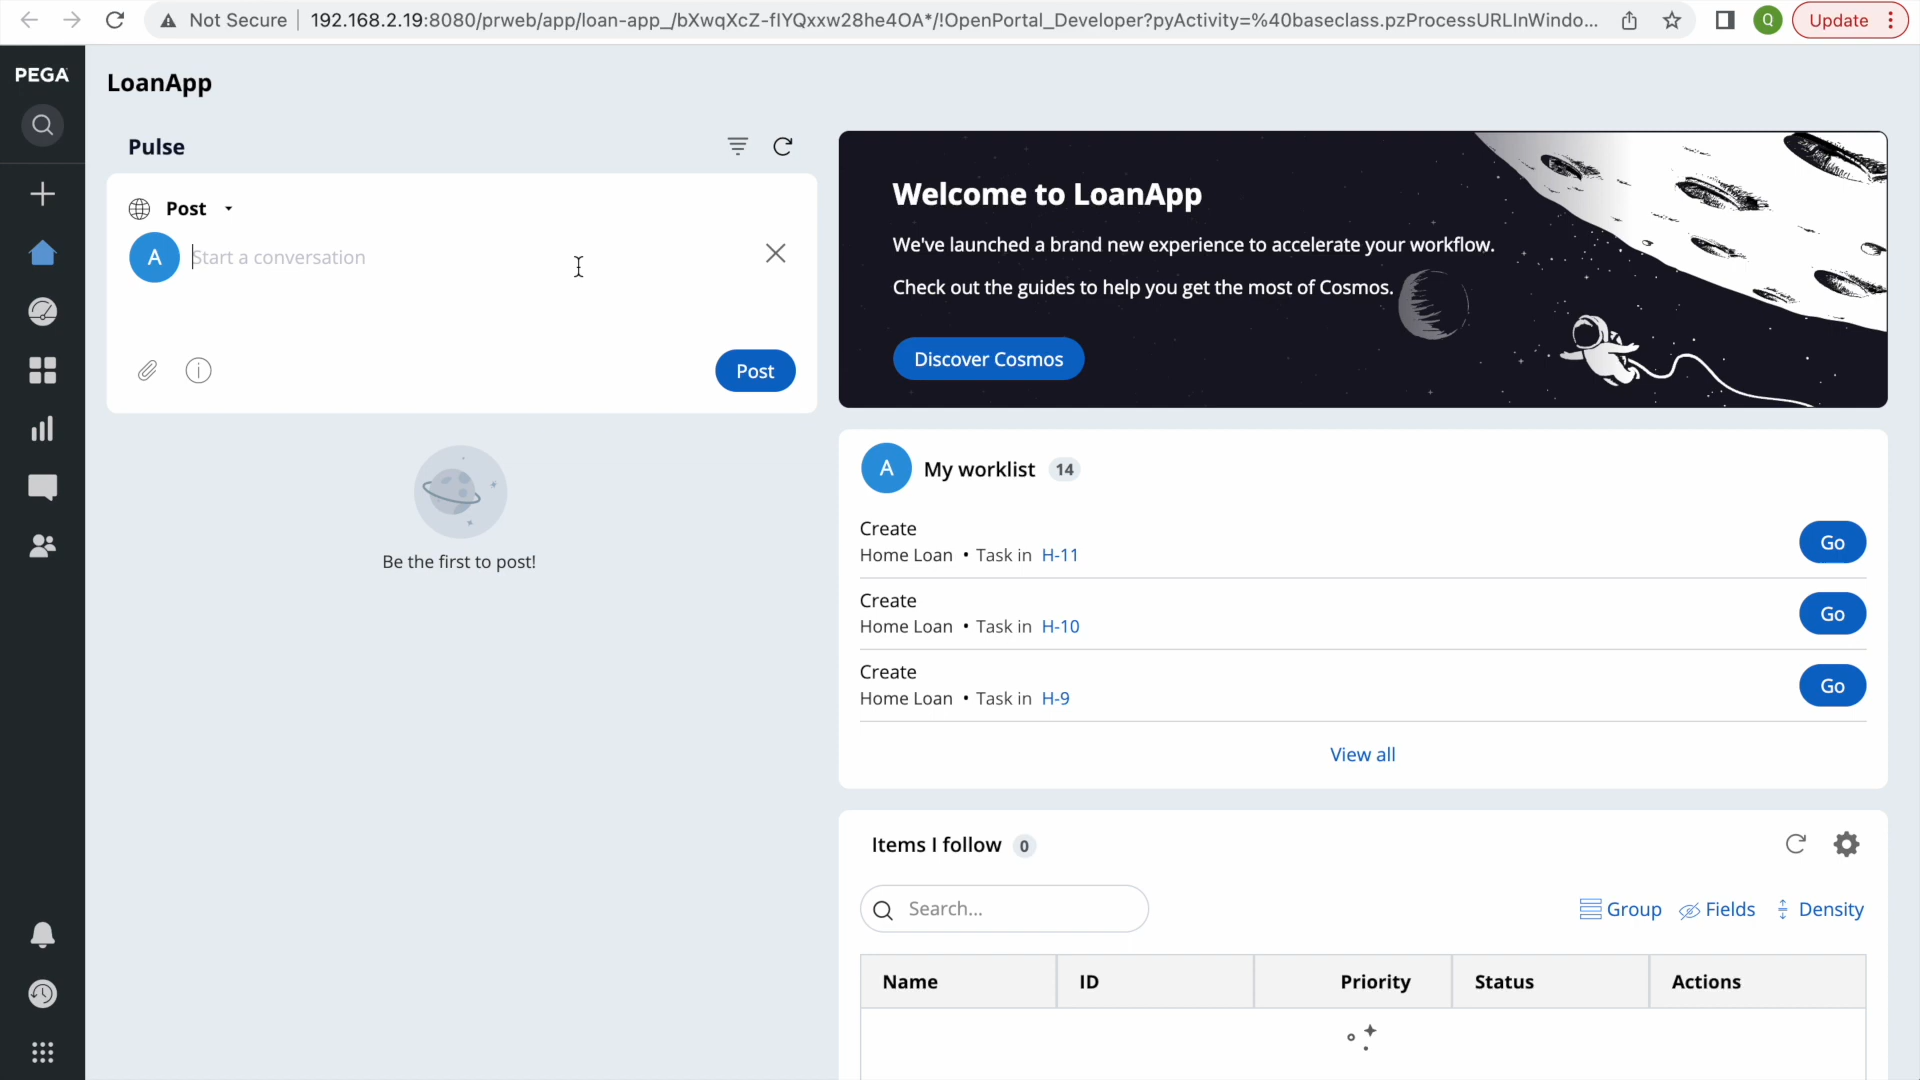 Not Secure
192.168.2.19:8080/prweb/app/loan-app_/bXwqXcZ-flYQxxw28he4OA*/!OpenPortal_Developer?pyActivity=%40baseclass.pzProcessURLInWindo...
Q
Update
PEGA
LoanApp
Pulse
Post
A
Start a conversation
Post
Be the first to post!
Welcome to LoanApp
We've launched a brand new experience to accelerate your workflow.
Check out the guides to help you get the most of Cosmos.
Discover Cosmos
A
My worklist 14
Create
Home Loan • Task in H-11
Go
Create
Home Loan • Task in H-10
Go
Create
Home Loan • Task in H-9
Go
View all
Items I follow 0
Search...
Group
Fields
Density
Name ID Priority Status Actions